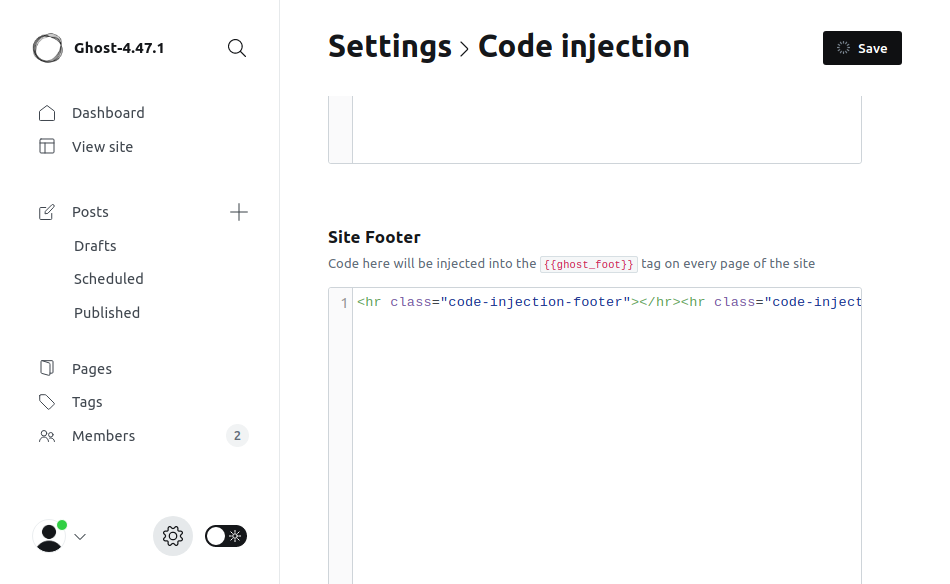 Ghost-4.47.1
Dashboard
View site
Posts
Drafts
Scheduled
Published
Pages
Tags
Members 2
Settings > Code injection
Save
Site Footer
Code here will be injected into the {{ghost_foot}} tag on every page of the site
1 <hr class="code-injection-footer"></hr><hr class="code-inject